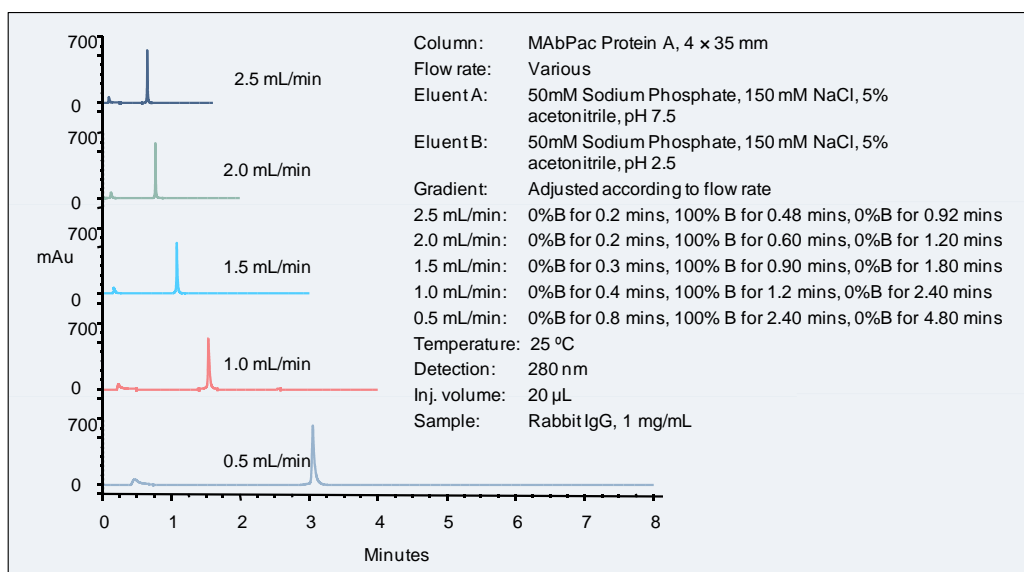 700
0
2.5 mL/min
700
0
2.0 mL/min
700
0
1.5 mL/min
700
0
1.0 mL/min
700
0
0.5 mL/min
mAu
0 1 2 3 4 5 6 7 8
Minutes
Column: MAbPac Protein A, 4 × 35 mm
Flow rate: Various
Eluent A: 50mM Sodium Phosphate, 150 mM NaCl, 5%
acetonitrile, pH 7.5
Eluent B: 50mM Sodium Phosphate, 150 mM NaCl, 5%
acetonitrile, pH 2.5
Gradient: Adjusted according to flow rate
2.5 mL/min: 0%B for 0.2 mins, 100% B for 0.48 mins, 0%B for 0.92 mins
2.0 mL/min: 0%B for 0.2 mins, 100% B for 0.60 mins, 0%B for 1.20 mins
1.5 mL/min: 0%B for 0.3 mins, 100% B for 0.90 mins, 0%B for 1.80 mins
1.0 mL/min: 0%B for 0.4 mins, 100% B for 1.2 mins, 0%B for 2.40 mins
0.5 mL/min: 0%B for 0.8 mins, 100% B for 2.40 mins, 0%B for 4.80 mins
Temperature: 25 ºC
Detection: 280 nm
Inj. volume: 20 µL
Sample: Rabbit IgG, 1 mg/mL